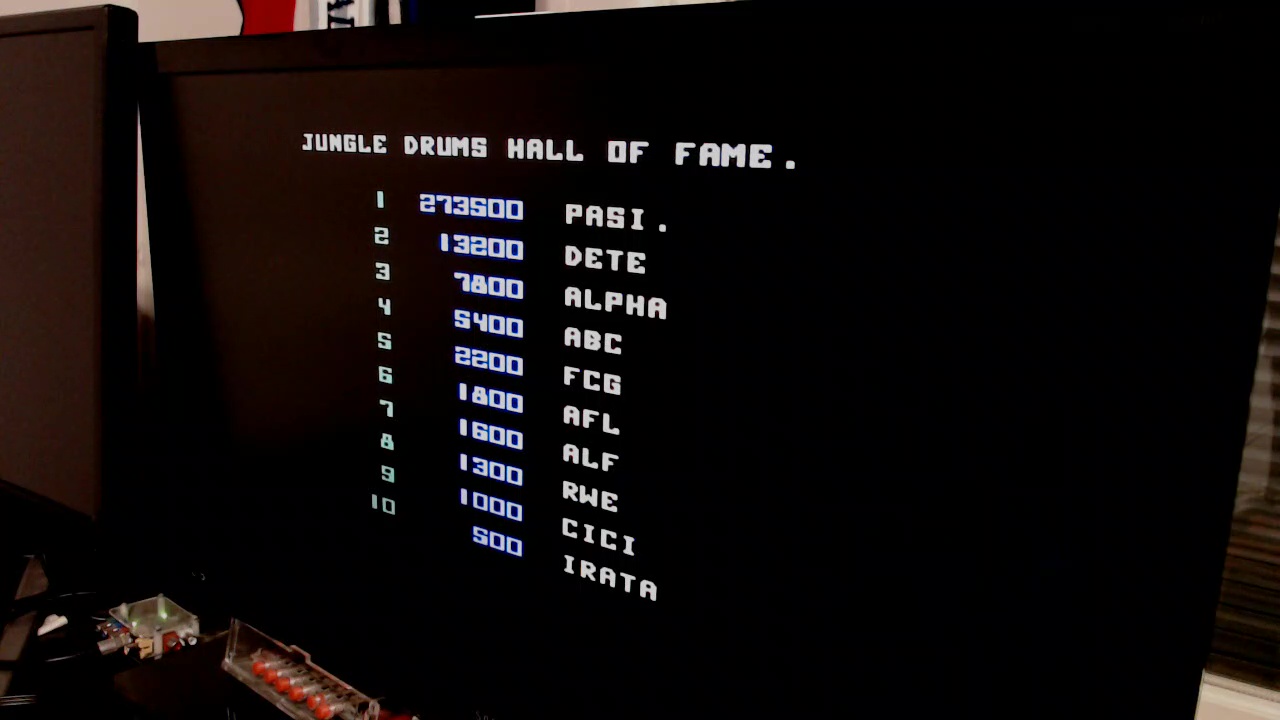 JUNGLE DRUMS HALL OF FAME.
1 273500 PASI.
2 13200 DETE
3 7800 ALPHA
4 5400 ABC
5 2200 FCG
6 1800 AFL
7 1600 ALF
8 1300 RWE
9 1000 CICI
10 500 IRATA